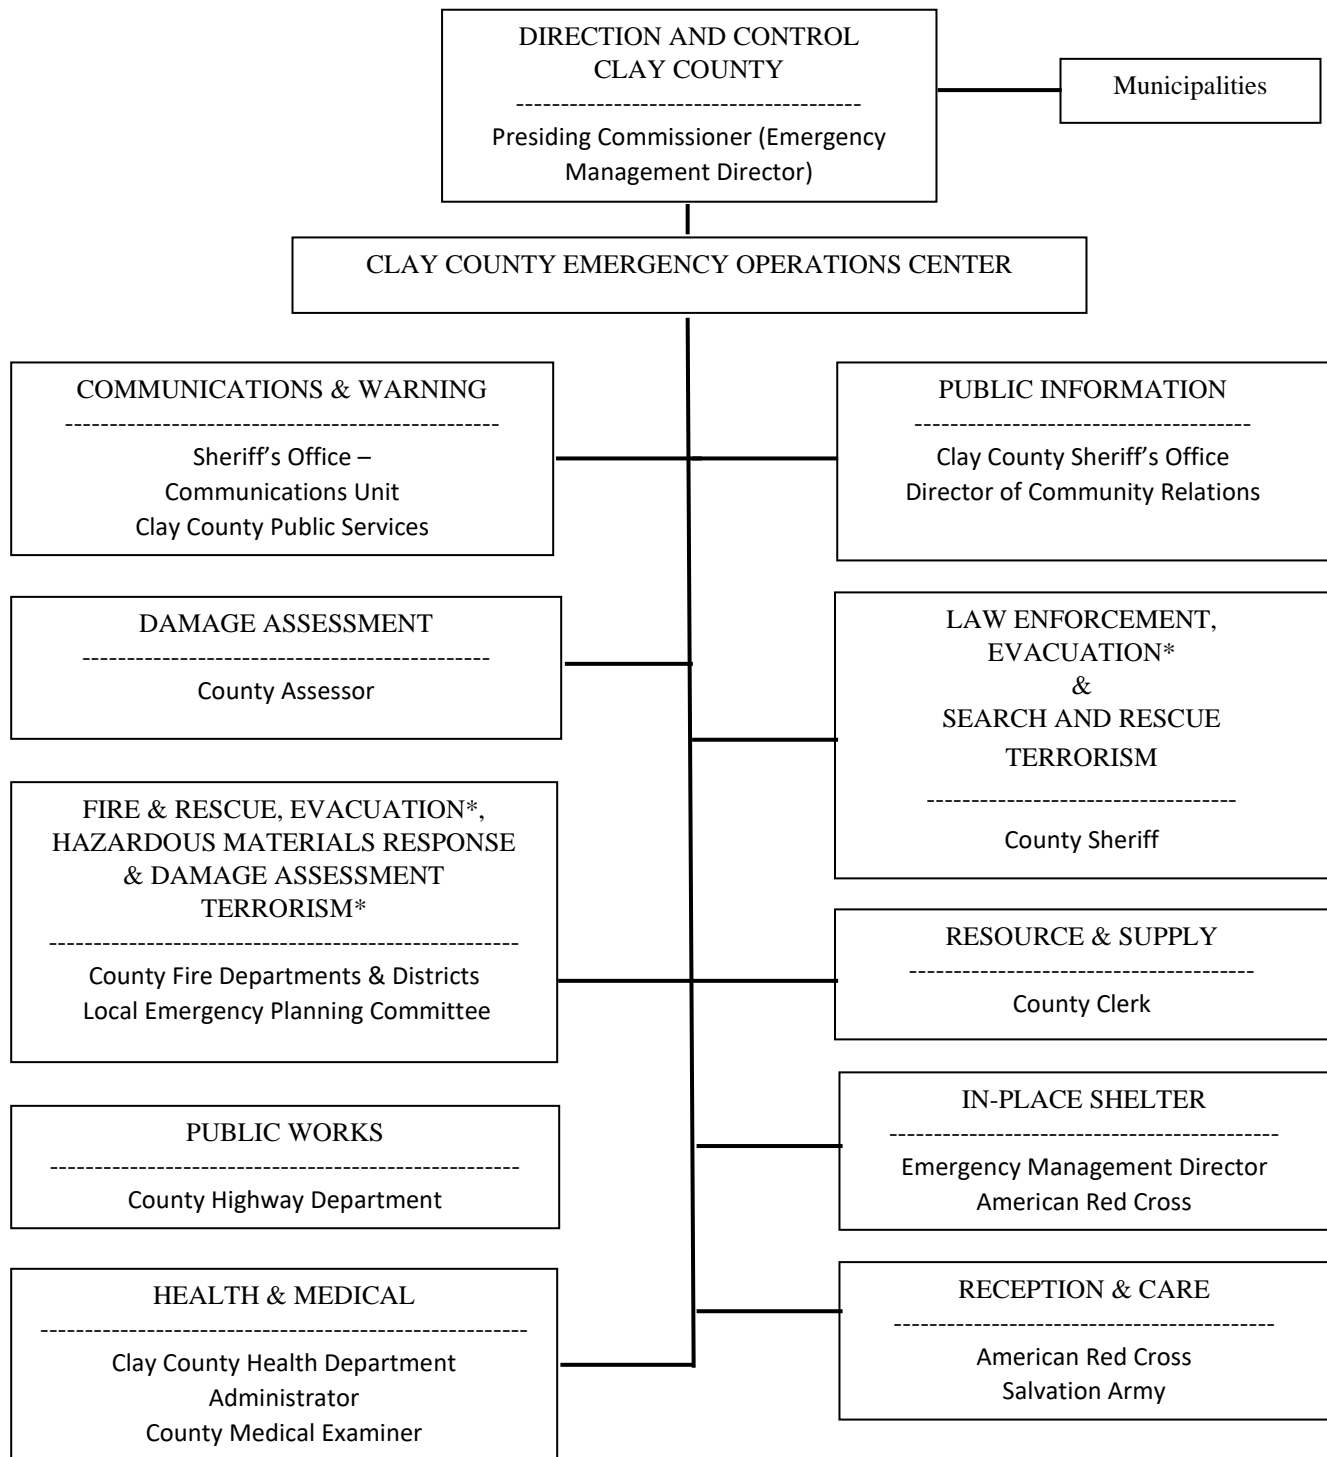 DIRECTION AND CONTROL
CLAY COUNTY
---------------------------------------
Presiding Commissioner (Emergency
Management Director)
Municipalities
CLAY COUNTY EMERGENCY OPERATIONS CENTER
COMMUNICATIONS & WARNING
-------------------------------------------------
Sheriff’s Office –
Communications Unit
Clay County Public Services
PUBLIC INFORMATION
--------------------------------------
Clay County Sheriff’s Office
Director of Community Relations
DAMAGE ASSESSMENT
----------------------------------------------
County Assessor
LAW ENFORCEMENT,
EVACUATION*
&
SEARCH AND RESCUE
TERRORISM
-----------------------------------
County Sheriff
FIRE & RESCUE, EVACUATION*,
HAZARDOUS MATERIALS RESPONSE
& DAMAGE ASSESSMENT
TERRORISM*
-----------------------------------------------------
County Fire Departments & Districts
Local Emergency Planning Committee
RESOURCE & SUPPLY
---------------------------------------
County Clerk
PUBLIC WORKS
-----------------------------------------------------
County Highway Department
IN-PLACE SHELTER
--------------------------------------------
Emergency Management Director
American Red Cross
HEALTH & MEDICAL
-------------------------------------------------------
Clay County Health Department
Administrator
County Medical Examiner
RECEPTION & CARE
-------------------------------------------
American Red Cross
Salvation Army